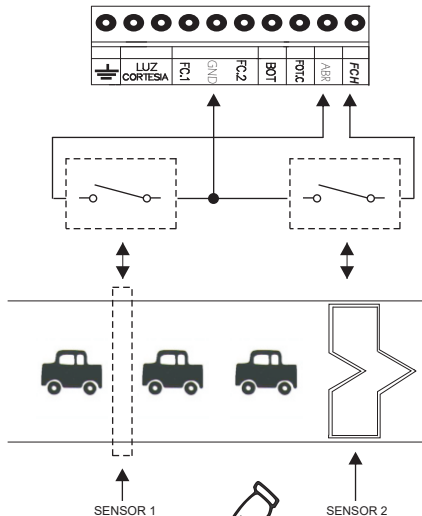 LUZ
CORTESIA
FC.1
GND
FC.2
BOT
FOT.C
ABR
FCH
SENSOR 1
SENSOR 2